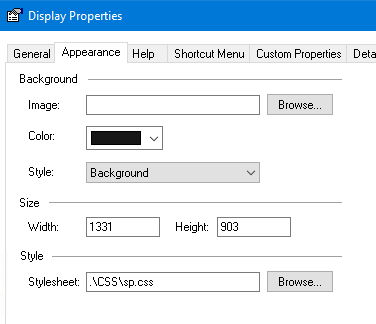 Display Properties
General Appearance Help Shortcut Menu Custom Properties Deta
Background
Image: Browse...
Color:
Style: Background
Size
Width: 1331 Height: 903
Style
Stylesheet: .\CSS\sp.css Browse...